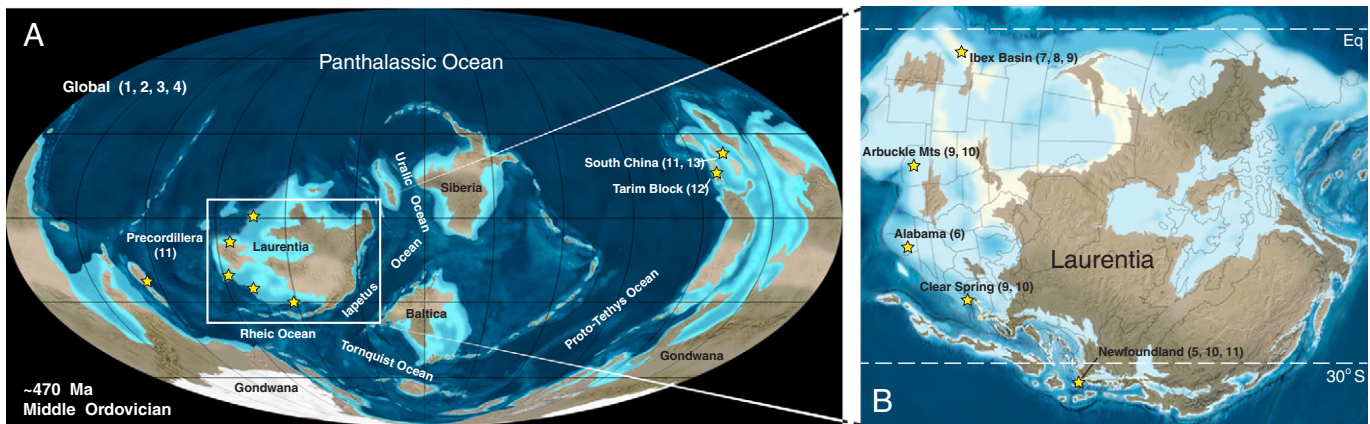 A
Panthalassic Ocean
Global (1, 2, 3, 4)
Uralic Ocean
Siberia
South China (11, 13)
Tarim Block (12)
Precordillera
(11)
Laurentia
Iapetus
Ocean
Baltica
Proto-Tethys Ocean
Rheic Ocean
Tornquist Ocean
Gondwana
Gondwana
~470 Ma
Middle Ordovician
Eq
Ibex Basin (7, 8, 9)
Arbuckle Mts (9, 10)
Alabama (6)
Laurentia
Clear Spring (9, 10)
Newfoundland (5, 10, 11)
30° S
B